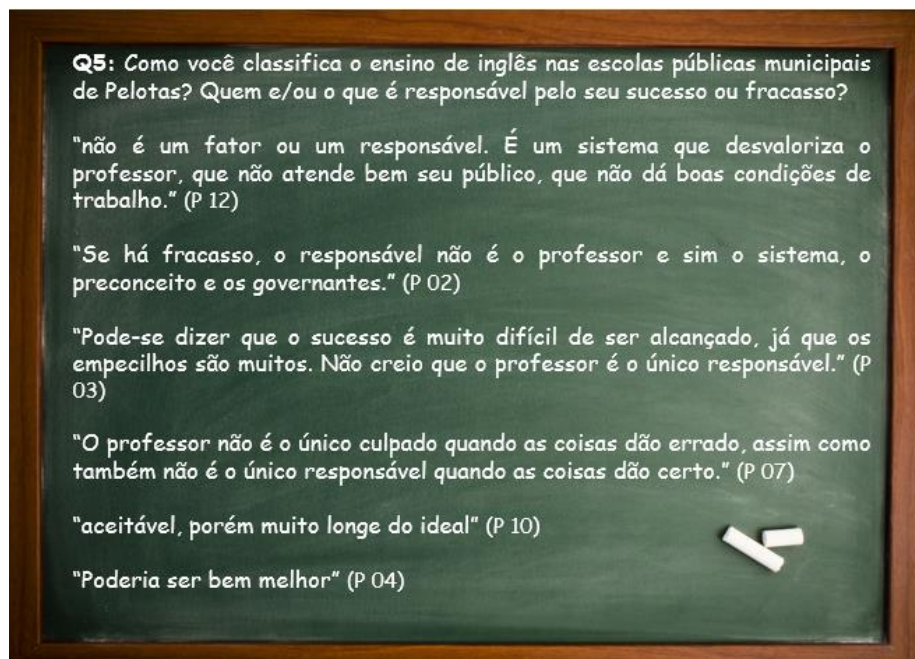 Q5: Como você classifica o ensino de inglês nas escolas públicas municipais
de Pelotas? Quem e/ou o que é responsável pelo seu sucesso ou fracasso?
"não é um fator ou um responsável. É um sistema que desvaloriza o
professor, que não atende bem seu público, que não dá boas condições de
trabalho." (P 12)
"Se há fracasso, o responsável não é o professor e sim o sistema, o
preconceito e os governantes." (P 02)
"Pode-se dizer que o sucesso é muito difícil de ser alcançado, já que os
empecilhos são muitos. Não creio que o professor é o único responsável." (P
03)
"O professor não é o único culpado quando as coisas dão errado, assim como
também não é o único responsável quando as coisas dão certo." (P 07)
"aceitável, porém muito longe do ideal" (P 10)
"Poderia ser bem melhor" (P 04)